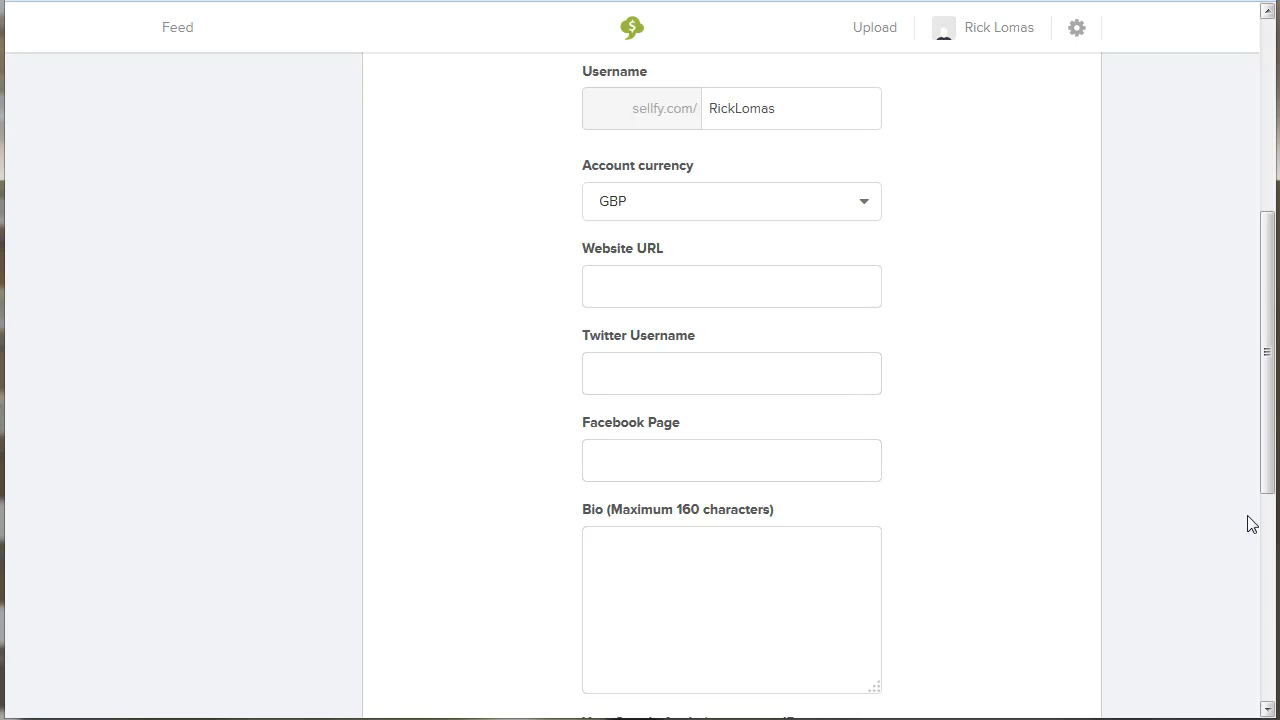 Feed
Upload
Rick Lomas
Username
sellfy.com/ RickLomas
Account currency
GBP
Website URL
Twitter Username
Facebook Page
Bio (Maximum 160 characters)